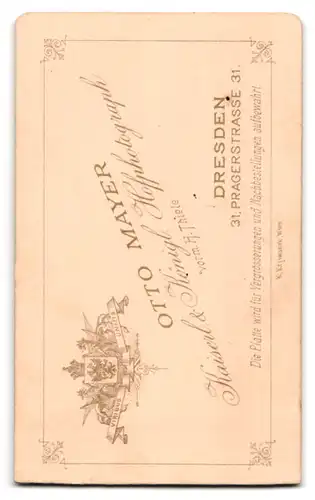 OTTO MAYER
Kaiserl. & Königl. Hofphotograph
vorm. H. Thiele
DRESDEN
31. PRAGERSTRASSE 31.
Die Platte wird für Vergrösserungen und Nachbestellungen aufbewahrt.